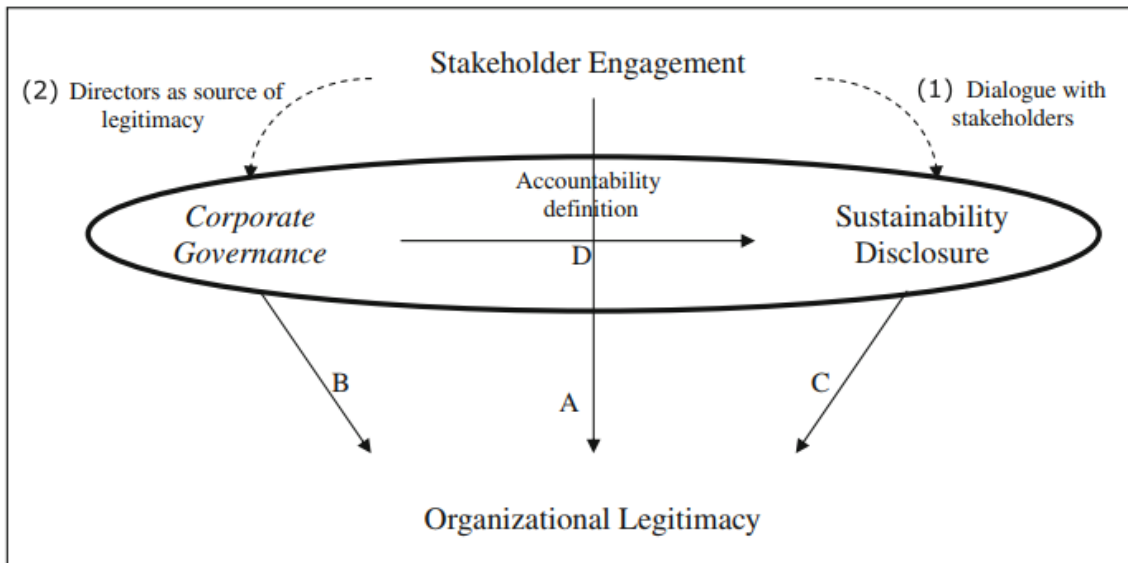 Stakeholder Engagement
(2) Directors as source of
legitimacy
(1) Dialogue with
stakeholders
Accountability
definition
Corporate
Governance
D
Sustainability
Disclosure
B
A
C
Organizational Legitimacy